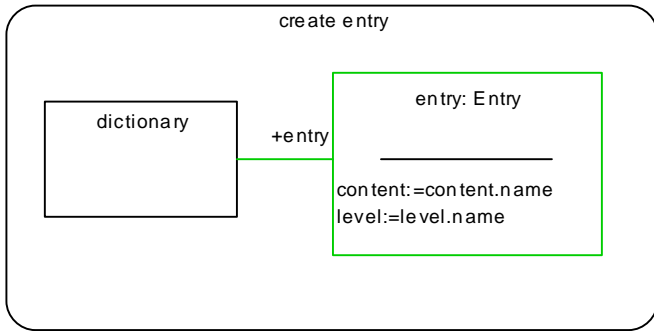 create entry
entry: Entry
dictionary
+entry
content:=content.name
level:=level.name